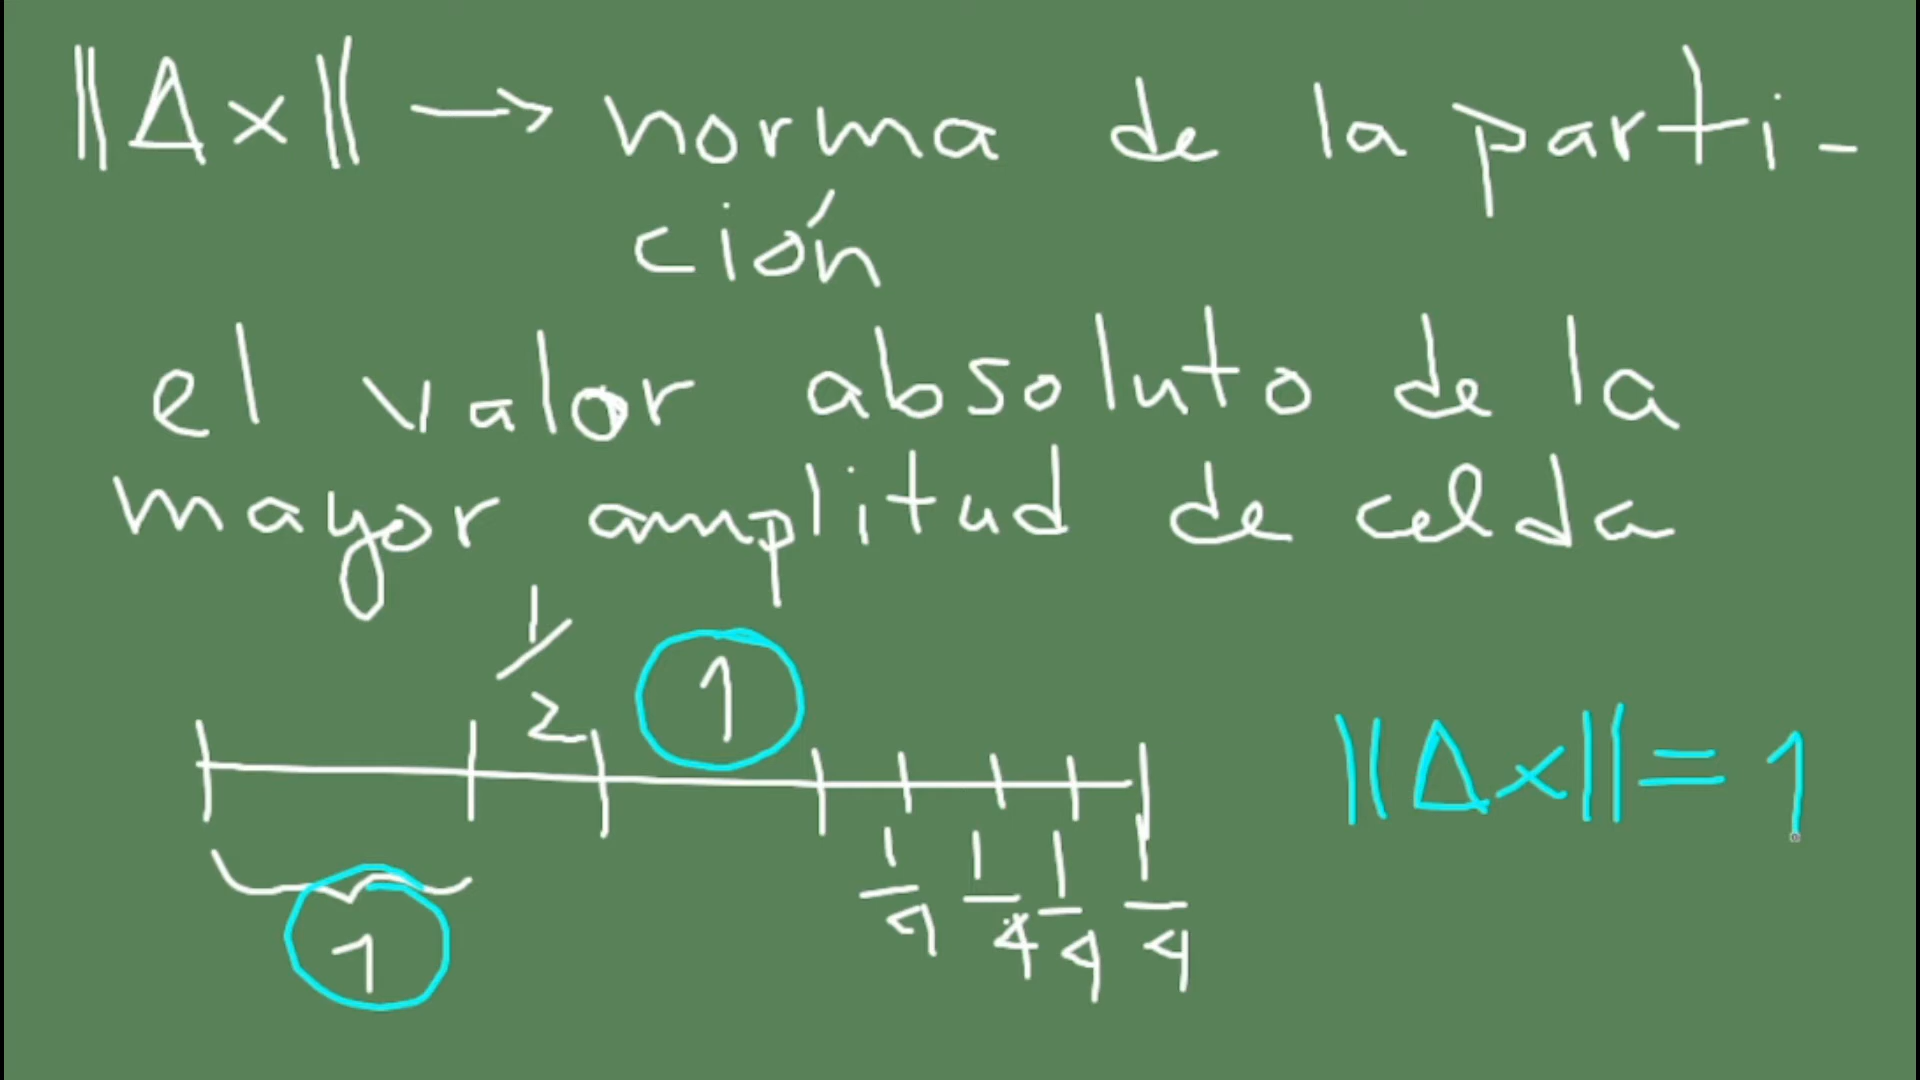 ||Δx|| → norma de la parti-
ción
el valor absoluto de la
mayor amplitud de celda
1/2 1
||Δx|| = 1
1/4 1/4 1/4 1/4
1